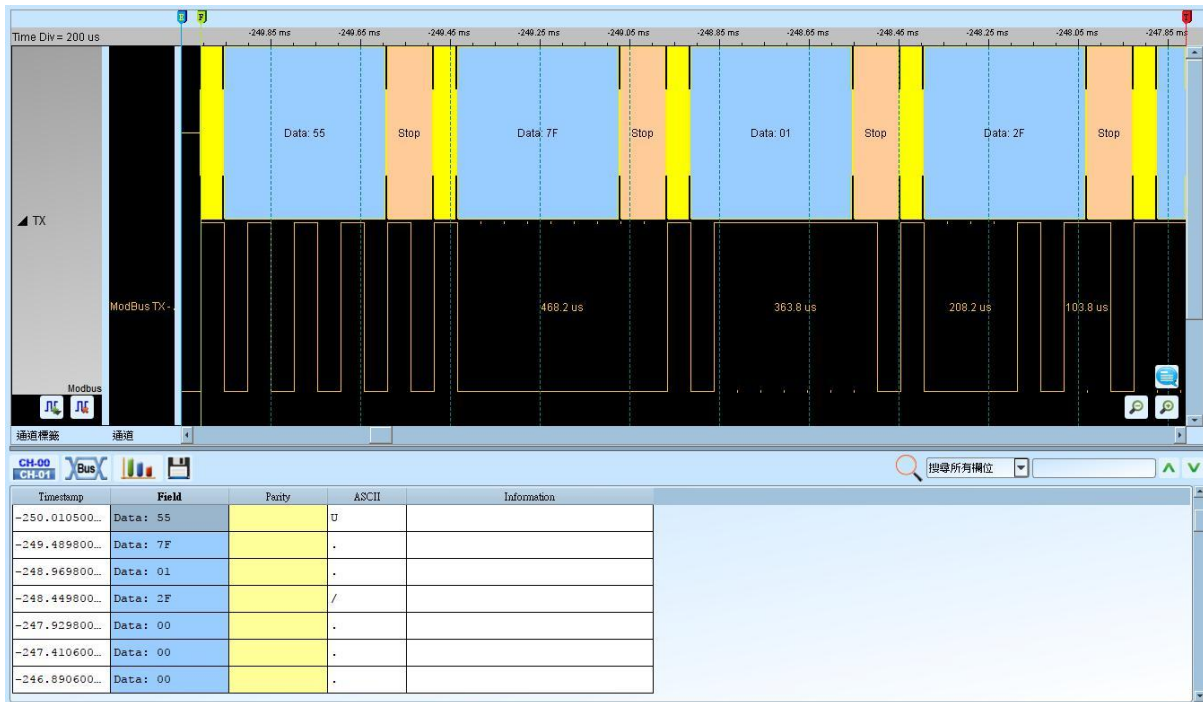 B F T
Time Div = 200 us -249.85 ms -249.65 ms -249.45 ms -249.25 ms -249.05 ms -248.85 ms -248.65 ms -248.45 ms -248.25 ms -248.05 ms -247.85 ms
Data: 55 Stop Data: 7F Stop Data: 01 Stop Data: 2F Stop
TX
ModBus TX - 468.2 us 363.8 us 208.2 us 103.8 us
Modbus
通道標籤 通道
CH-00
CH-01 Bus 搜尋所有欄位
Timestamp Field Parity ASCII Information
-250.010500… Data: 55 U
-249.489800… Data: 7F .
-248.969800… Data: 01 .
-248.449800… Data: 2F /
-247.929800… Data: 00 .
-247.410600… Data: 00 .
-246.890600… Data: 00 .